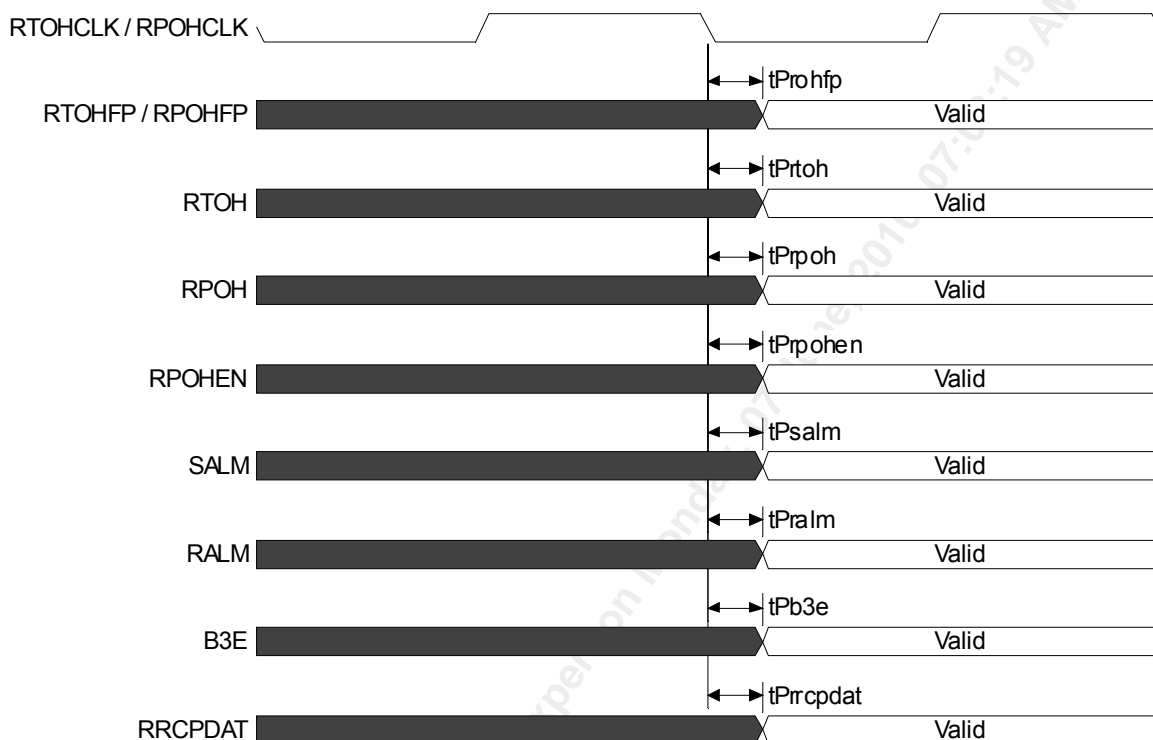 RTOHCLK / RPOHCLK
tProhfp
RTOHFP / RPOHFP Valid
tPrtoh
RTOH Valid
tPrpoh
RPOH Valid
tPrpohen
RPOHEN Valid
tPsalm
SALM Valid
tPralm
RALM Valid
tPb3e
B3E Valid
tPrrcpdat
RRCPDAT Valid